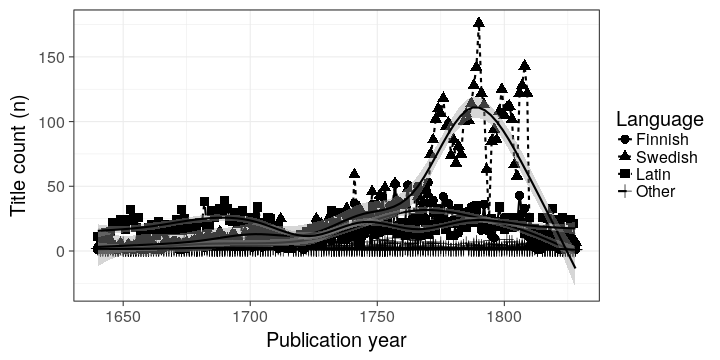 Title count (n)
150
100
50
0
1650
1700
1750
1800
Publication year
Language
Finnish
Swedish
Latin
Other